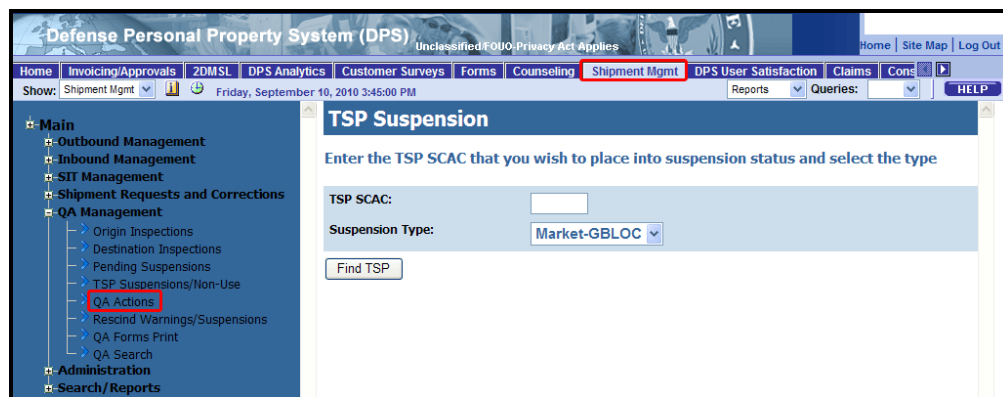 Defense Personal Property System (DPS) Unclassified/FOUO-Privacy Act Applies
Home | Site Map | Log Out
Home Invoicing/Approvals 2DMSL DPS Analytics Customer Surveys Forms Counseling Shipment Mgmt DPS User Satisfaction Claims Cons
Show: Shipment Mgmt Friday, September 10, 2010 3:45:00 PM Reports Queries: HELP
Main
Outbound Management
Inbound Management
SIT Management
Shipment Requests and Corrections
QA Management
Origin Inspections
Destination Inspections
Pending Suspensions
TSP Suspensions/Non-Use
QA Actions
Rescind Warnings/Suspensions
QA Forms Print
QA Search
Administration
Search/Reports
TSP Suspension
Enter the TSP SCAC that you wish to place into suspension status and select the type
TSP SCAC:
Suspension Type: Market-GBLOC
Find TSP